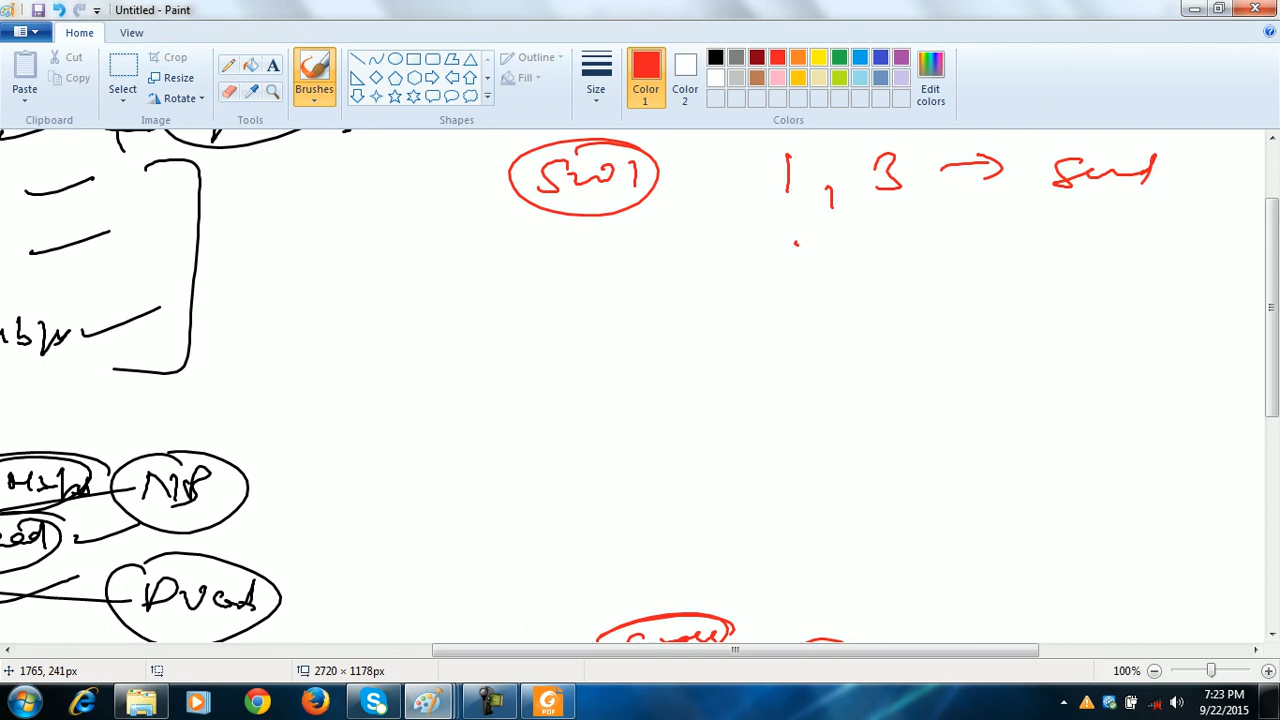 Untitled - Paint
Home
View
Paste
Cut
Copy
Clipboard
Select
Crop
Resize
Rotate
Image
A
Tools
Brushes
Outline
Fill
Shapes
Size
Color 1
Color 2
Edit colors
Colors
1, 3 → send
1765, 241px
2720 × 1178px
100%
PDF
7:23 PM
9/22/2015